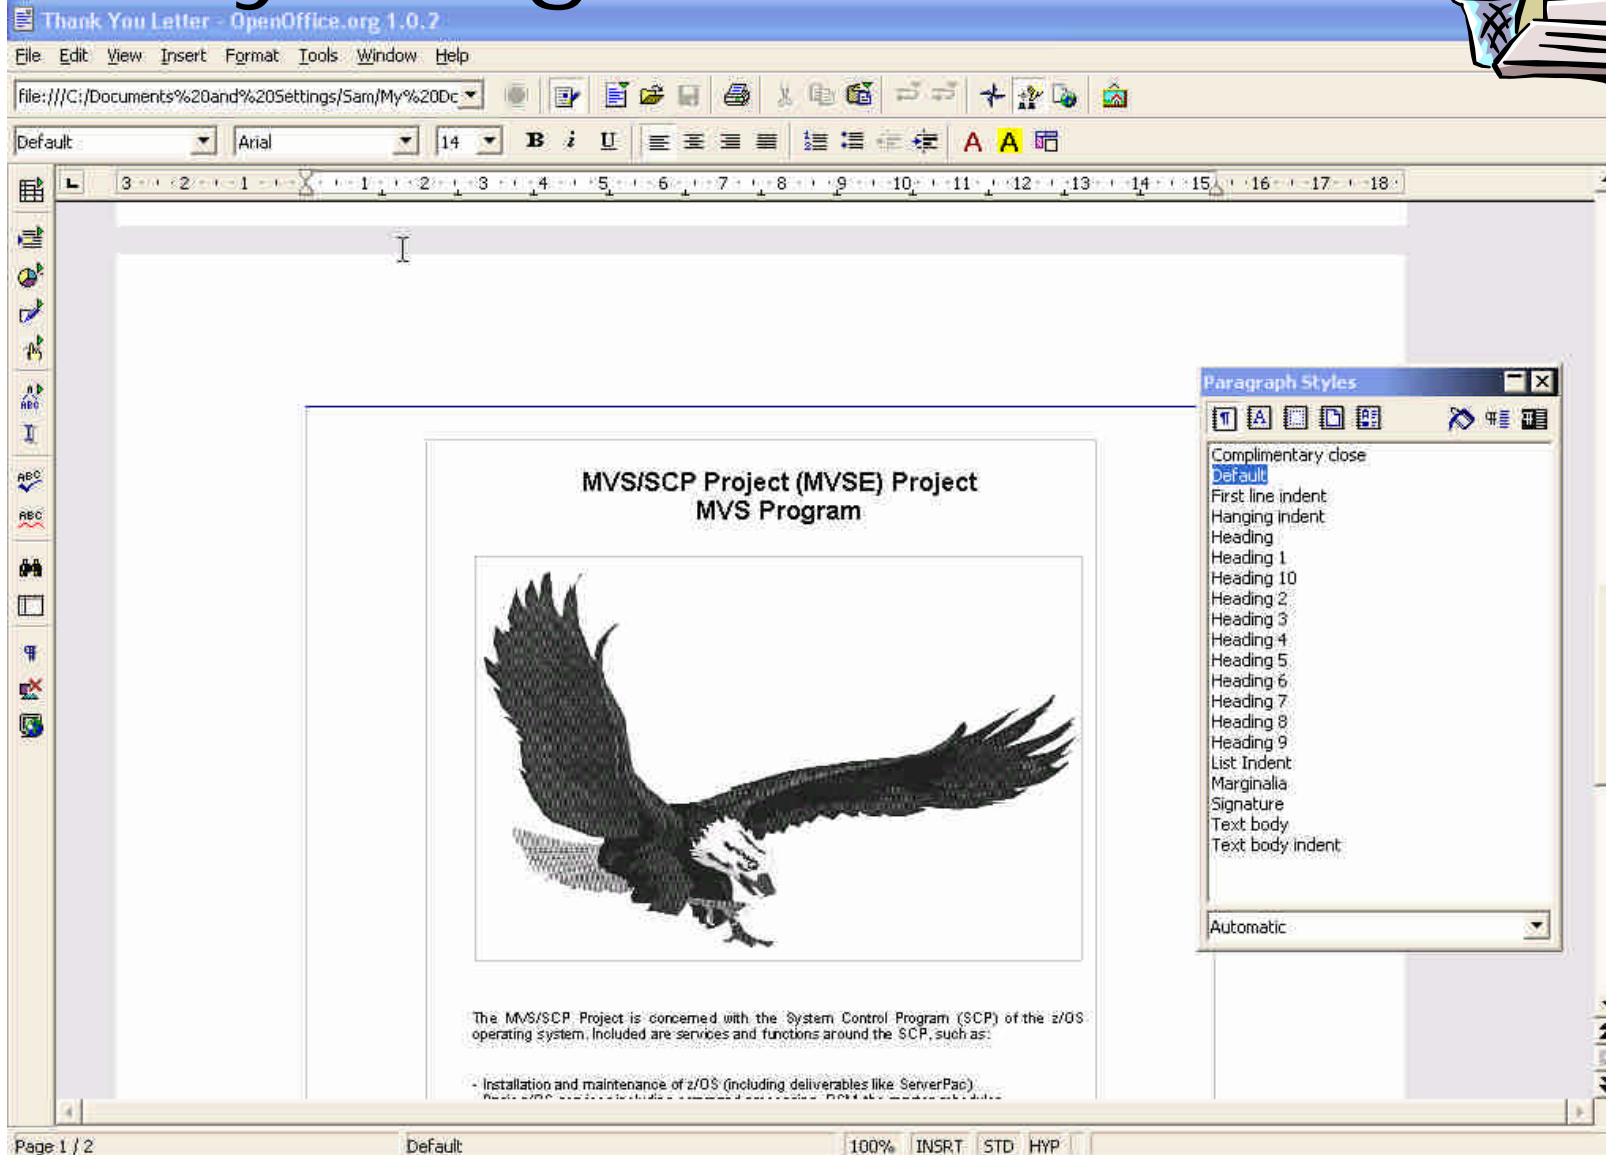 Thank You Letter - OpenOffice.org 1.0.2
File Edit View Insert Format Tools Window Help
file:///C:/Documents%20and%20Settings/Sam/My%20Dc
Default Arial 14 B i U A A
3 2 1 1 2 3 4 5 6 7 8 9 10 11 12 13 14 15 16 17 18
ABC
ABC
Paragraph Styles
Complimentary close
Default
First line indent
Hanging indent
Heading
Heading 1
Heading 10
Heading 2
Heading 3
Heading 4
Heading 5
Heading 6
Heading 7
Heading 8
Heading 9
List Indent
Marginalia
Signature
Text body
Text body indent
Automatic
MVS/SCP Project (MVSE) Project
MVS Program
The MVS/SCP Project is concerned with the System Control Program (SCP) of the z/OS
operating system. Included are services and functions around the SCP, such as:
- Installation and maintenance of z/OS (including deliverables like ServerPac)
Page 1 / 2 Default 100% INSRT STD HYP